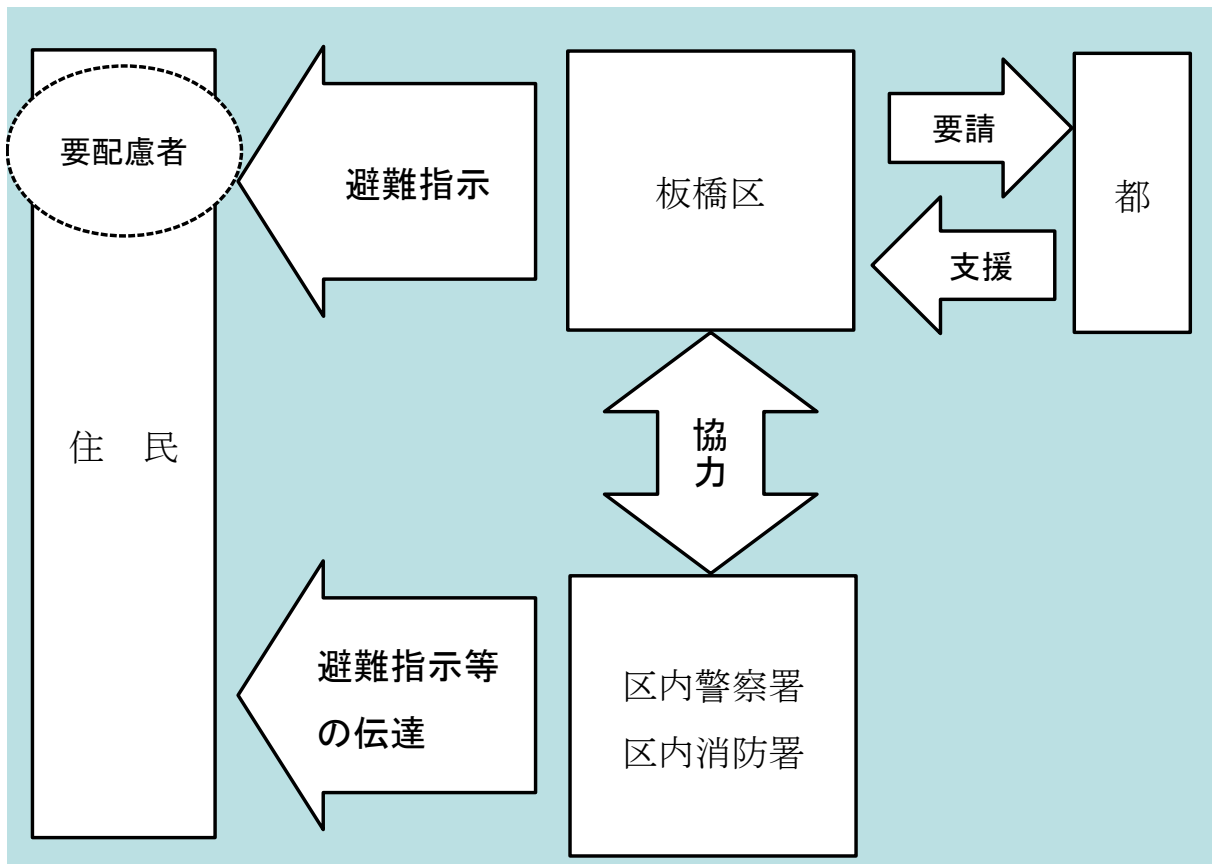 要配慮者
避難指示
板橋区
要請
都
支援
住　民
協
力
避難指示等
の伝達
区内警察署
区内消防署